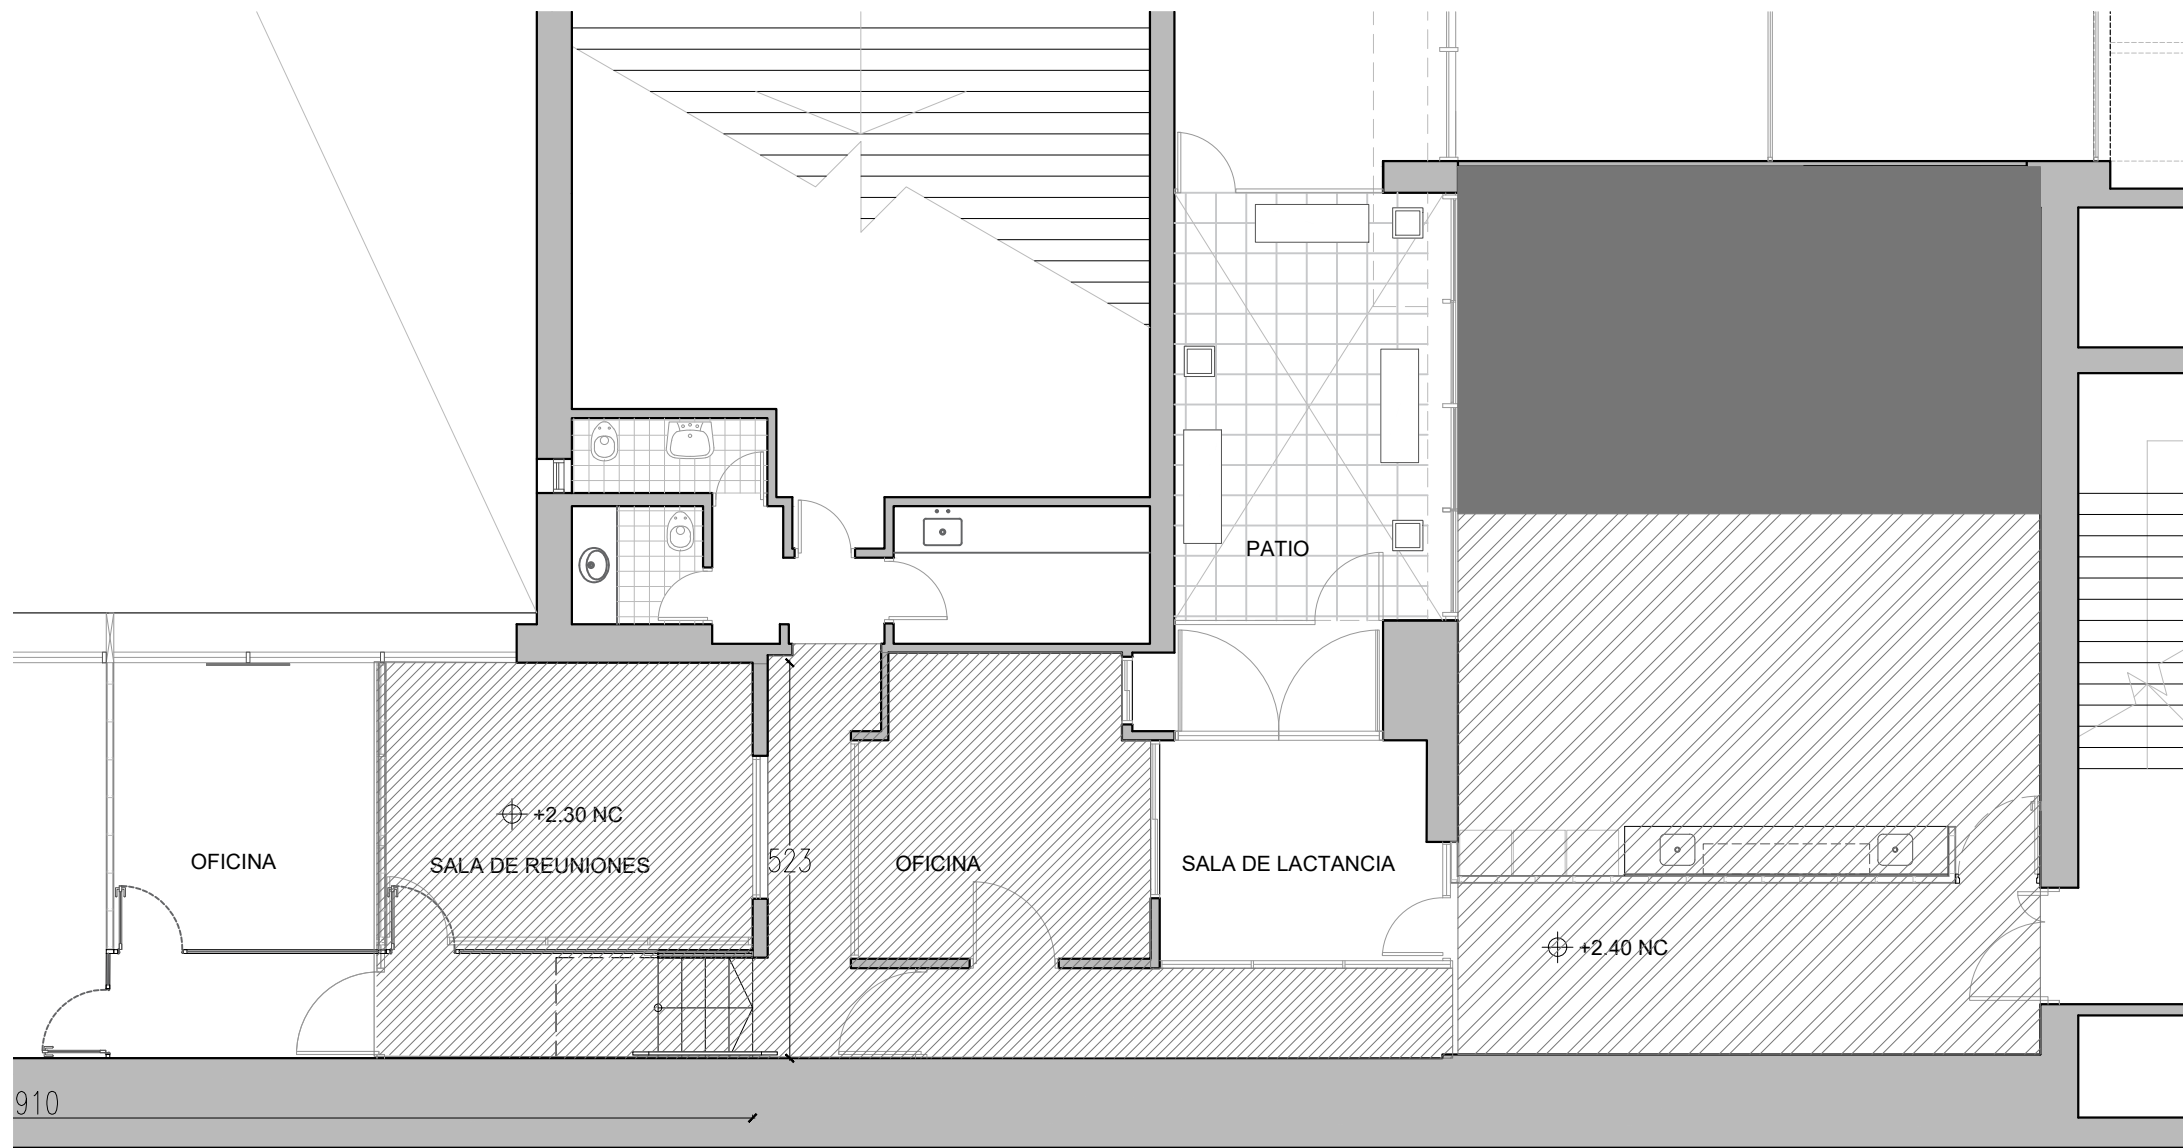 PATIO
+2.30 NC
OFICINA
SALA DE REUNIONES
523
OFICINA
SALA DE LACTANCIA
+2.40 NC
910